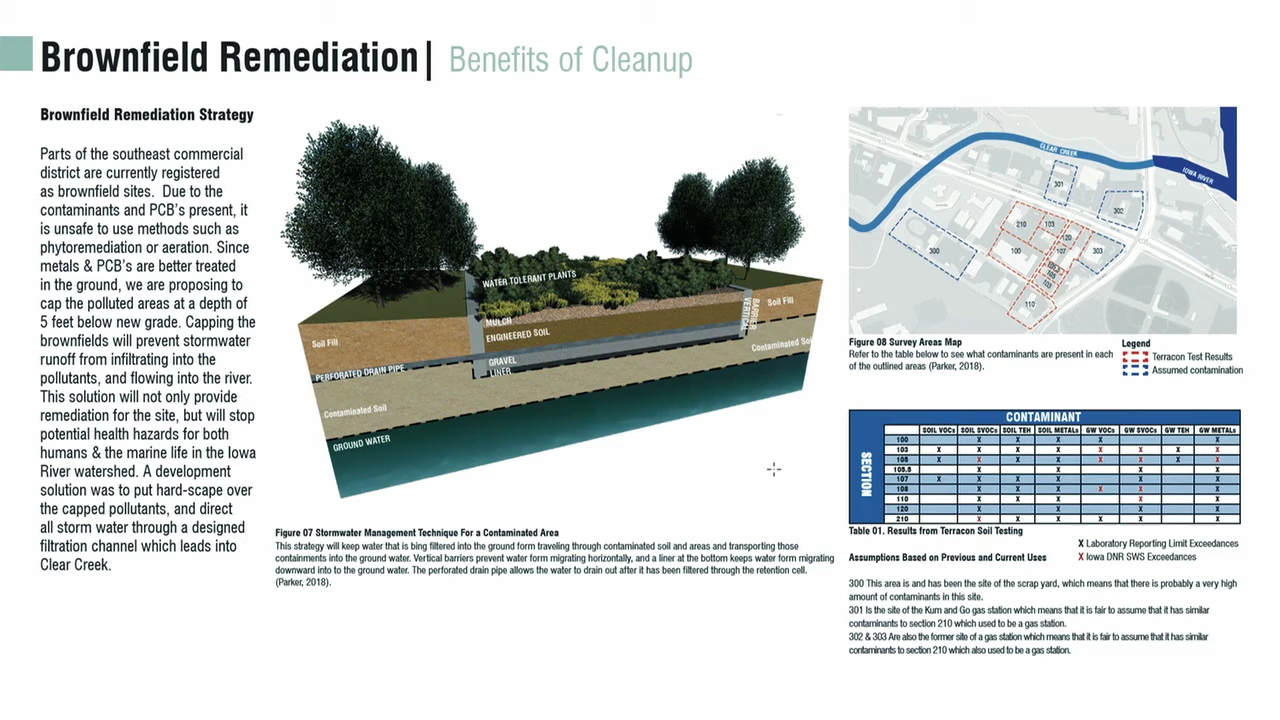 Brownfield Remediation| Benefits of Cleanup
Brownfield Remediation Strategy
Parts of the southeast commercial
district are currently registered
as brownfield sites. Due to the
contaminants and PCB's present, it
is unsafe to use methods such as
phytoremediation or aeration. Since
metals & PCB's are better treated
in the ground, we are proposing to
cap the polluted areas at a depth of
5 feet below new grade. Capping the
brownfields will prevent stormwater
runoff from infiltrating into the
pollutants, and flowing into the river.
This solution will not only provide
remediation for the site, but will stop
potential health hazards for both
humans & the marine life in the Iowa
River watershed. A development
solution was to put hard-scape over
the capped pollutants, and direct
all storm water through a designed
filtration channel which leads into
Clear Creek.
WATER TOLERANT PLANTS
MULCH
ENGINEERED SOIL
GRAVEL
LINER
Soil Fill
PERFORATED DRAIN PIPE
Contaminated Soil
GROUND WATER
VERTICAL
BARRIER
Soil Fill
Contaminated Soi
Figure 07 Stormwater Management Technique For a Contaminated Area
This strategy will keep water that is bing filtered into the ground form traveling through contaminated soil and areas and transporting those
containments into the ground water. Vertical barriers prevent water form migrating horizontally, and a liner at the bottom keeps water form migrating
downward into to the ground water. The perforated drain pipe allows the water to drain out after it has been filtered through the retention cell.
(Parker, 2018).
CLEAR CREEK
IOWA RIVER
301
302
210
103
120
300
100
107
303
110
Figure 08 Survey Areas Map
Refer to the table below to see what contaminants are present in each
of the outlined areas (Parker, 2018).
Legend
Terracon Test Results
Assumed contamination
CONTAMINANT
SECTION
SOIL VOCs SOIL SVOCs SOIL TEH SOIL METALs GW VOCs GW SVOCs GW TEH GW METALs
100 X X X X X
103 X X X X X X X X
105 X X X X X X X X
105.5 X X X X
107 X X X X X X
108 X X X X X X
110 X X X X X
120 X X X X
210 X X X X X X
Table 01. Results from Terracon Soil Testing
X Laboratory Reporting Limit Exceedances
X Iowa DNR SWS Exceedances
Assumptions Based on Previous and Current Uses
300 This area is and has been the site of the scrap yard, which means that there is probably a very high
amount of contaminants in this site.
301 Is the site of the Kum and Go gas station which means that it is fair to assume that it has similar
contaminants to section 210 which used to be a gas station.
302 & 303 Are also the former site of a gas station which means that it is fair to assume that it has similar
contaminants to section 210 which also used to be a gas station.